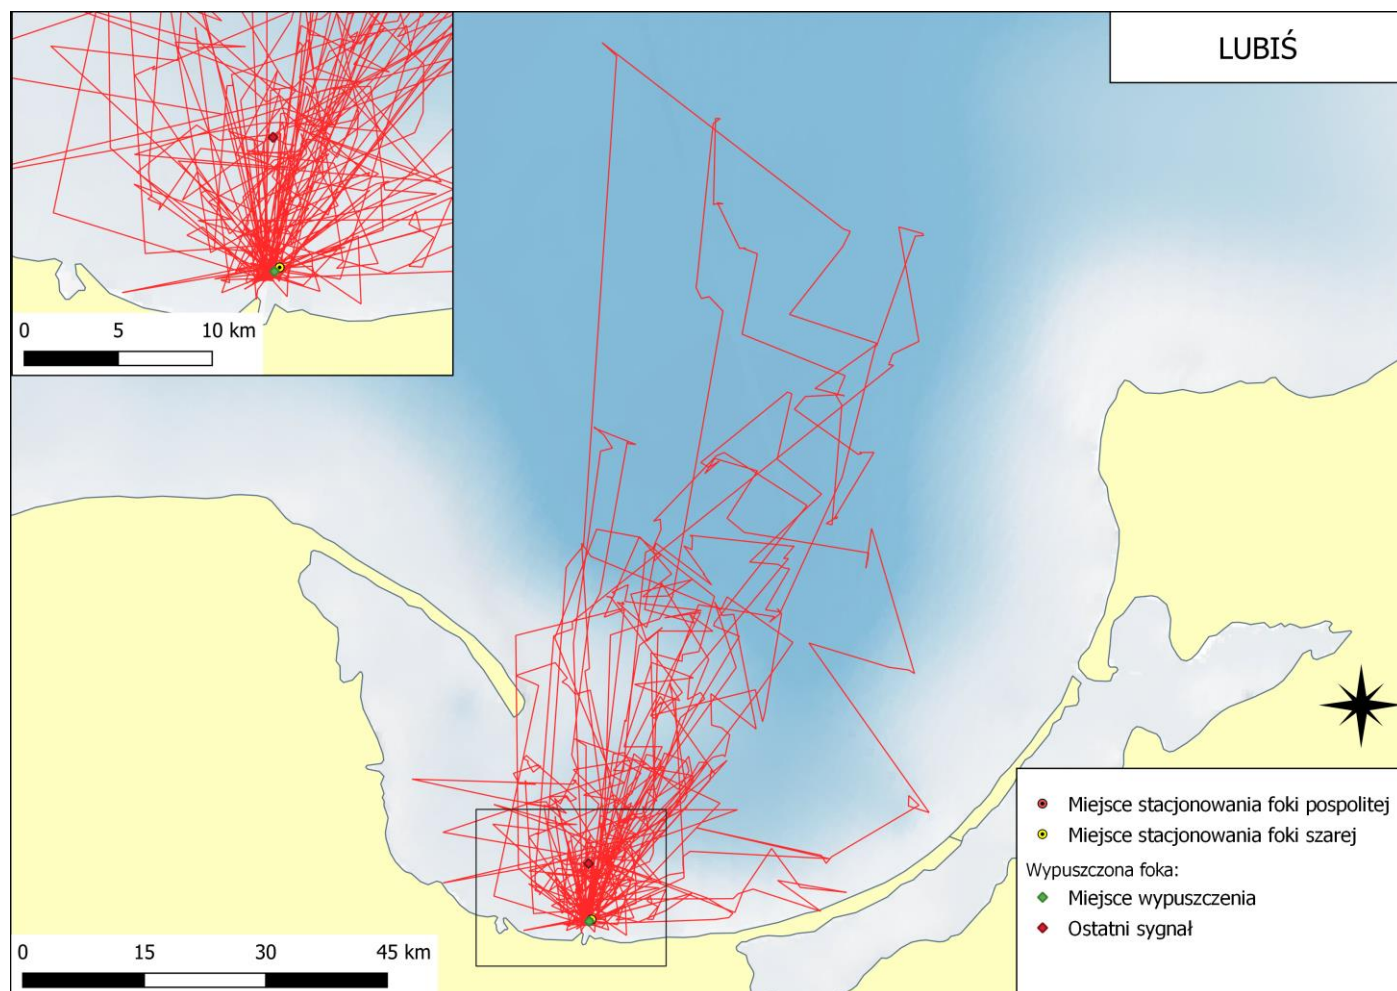 LUBIŚ
0 5 10 km
Miejsce stacjonowania foki pospolitej
Miejsce stacjonowania foki szarej
Wypuszczona foka:
Miejsce wypuszczenia
Ostatni sygnał
0 15 30 45 km